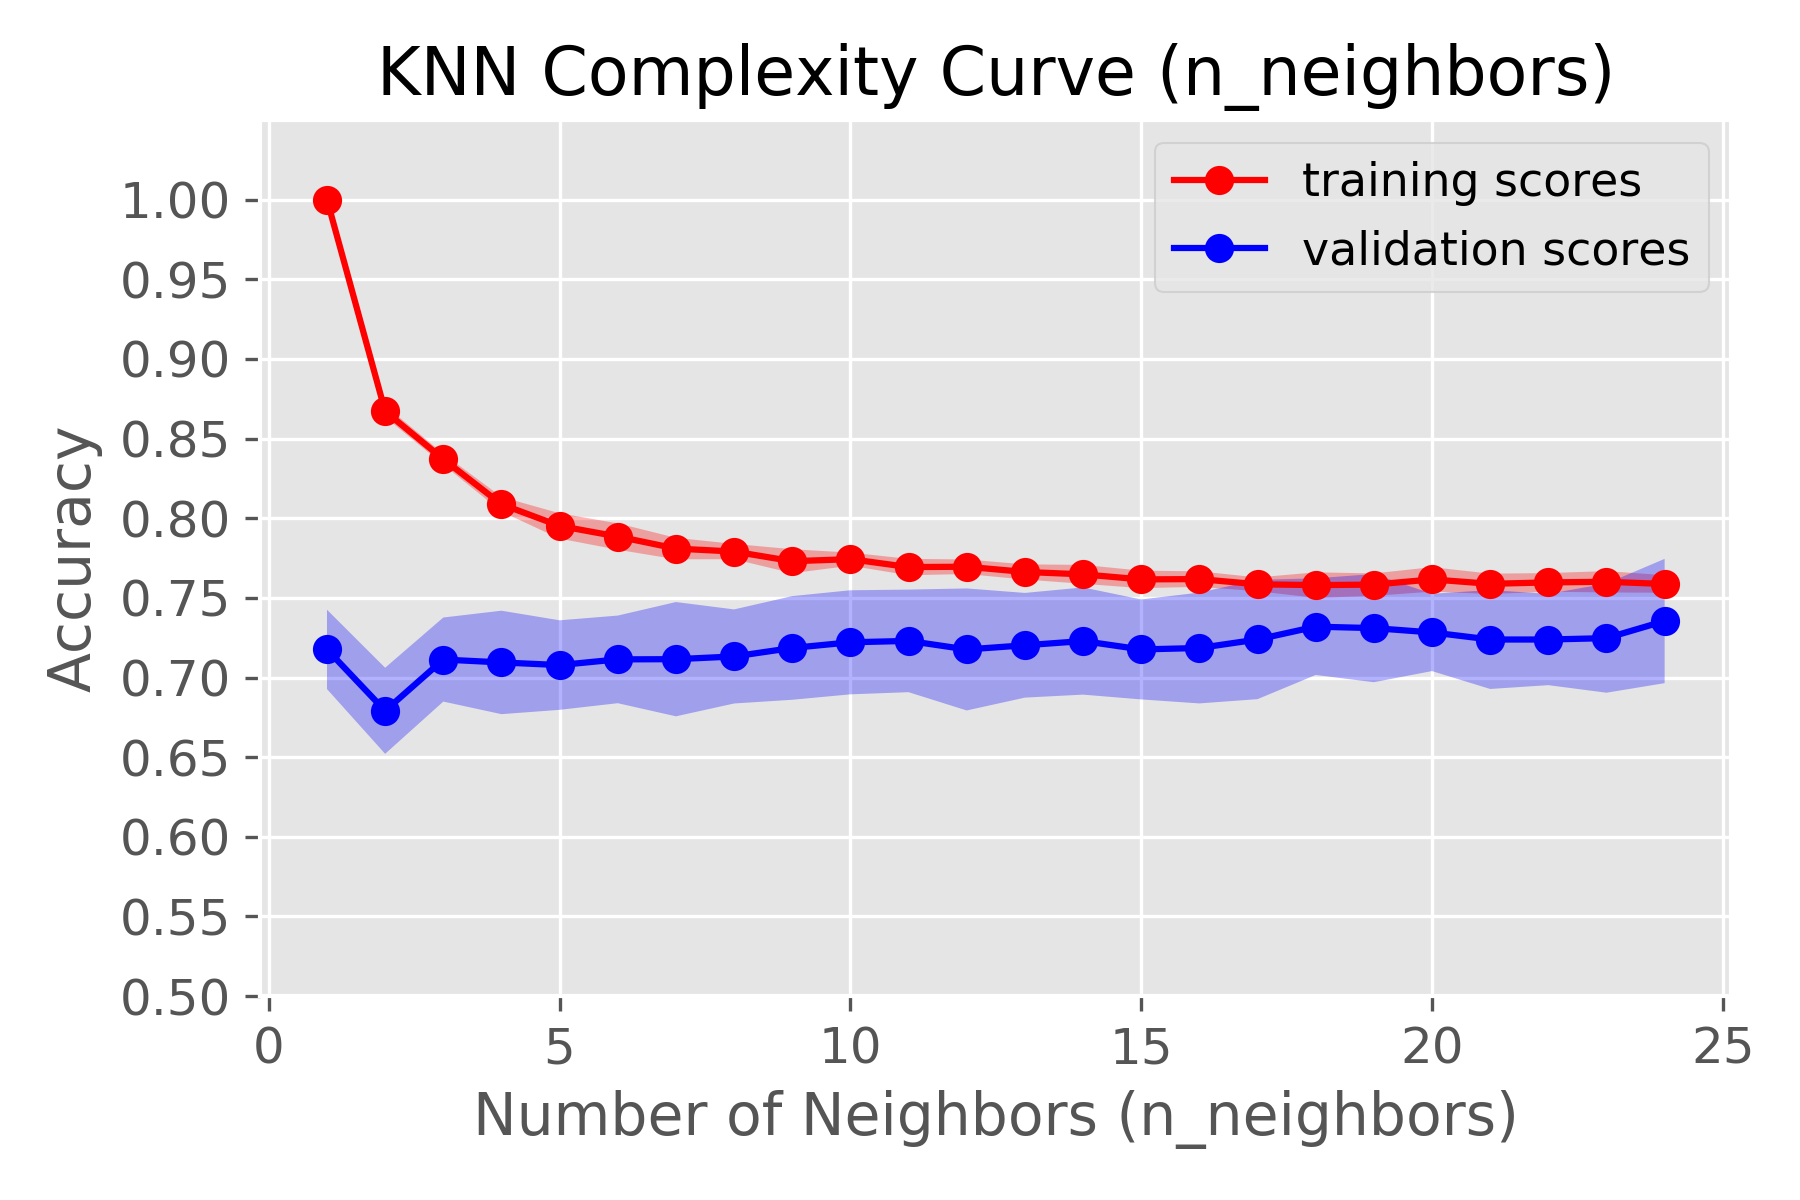 KNN Complexity Curve (n_neighbors)
training scores
validation scores
Accuracy
1.00
0.95
0.90
0.85
0.80
0.75
0.70
0.65
0.60
0.55
0.50
0 5 10 15 20 25
Number of Neighbors (n_neighbors)